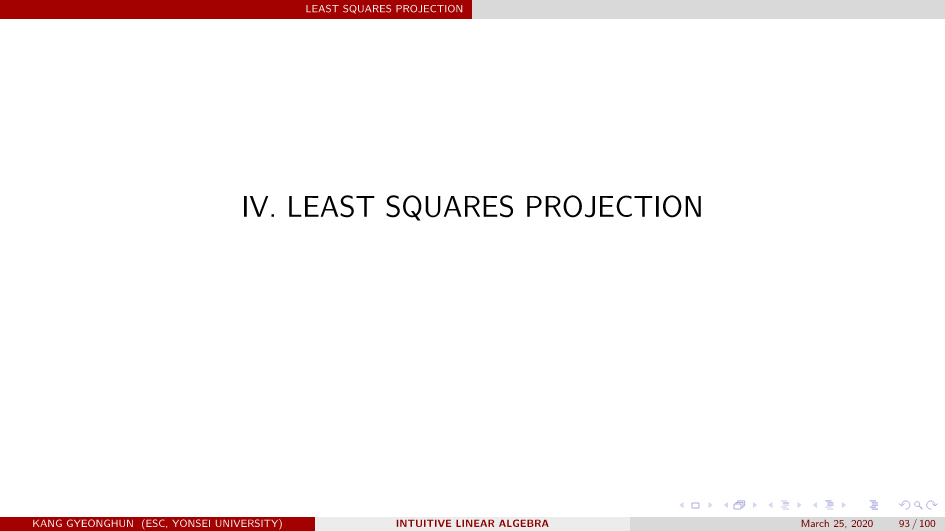 LEAST SQUARES PROJECTION
IV. LEAST SQUARES PROJECTION
KANG GYEONGHUN (ESC, YONSEI UNIVERSITY) INTUITIVE LINEAR ALGEBRA March 25, 2020 93 / 100